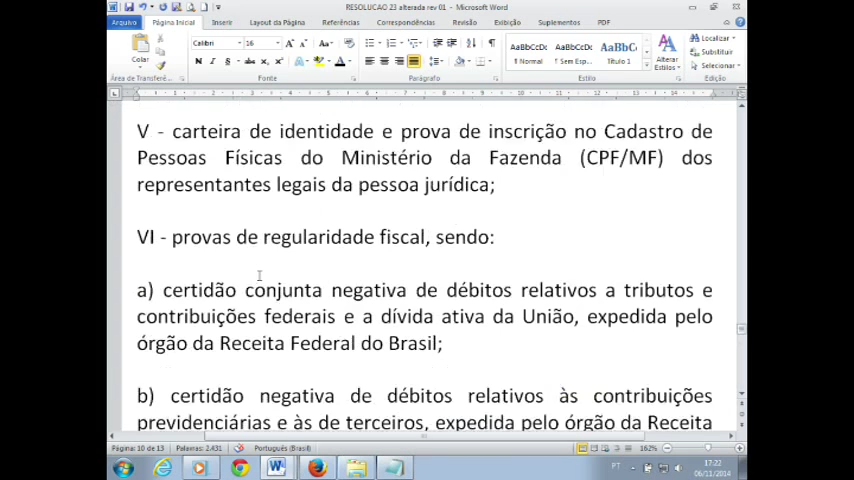 RESOLUCAO 23 alterada rev 01 - Microsoft Word
Arquivo Página Inicial Inserir Layout da Página Referências Correspondências Revisão Exibição Suplementos PDF
Calibri 16 Localizar
Substituir
Selecionar
AaBbCcDc AaBbCcDc AaBbC
¶ Normal ¶ Sem Esp... Título 1
Colar Alterar Estilos
Área de Transferê... Fonte Parágrafo Estilo Edição
V - carteira de identidade e prova de inscrição no Cadastro de
Pessoas Físicas do Ministério da Fazenda (CPF/MF) dos
representantes legais da pessoa jurídica;
VI - provas de regularidade fiscal, sendo:
a) certidão conjunta negativa de débitos relativos a tributos e
contribuições federais e a dívida ativa da União, expedida pelo
órgão da Receita Federal do Brasil;
b) certidão negativa de débitos relativos às contribuições
previdenciárias e às de terceiros, expedida pelo órgão da Receita
Página: 10 de 13 Palavras: 2.431 Português (Brasil) 162%
PT 17:22
06/11/2014